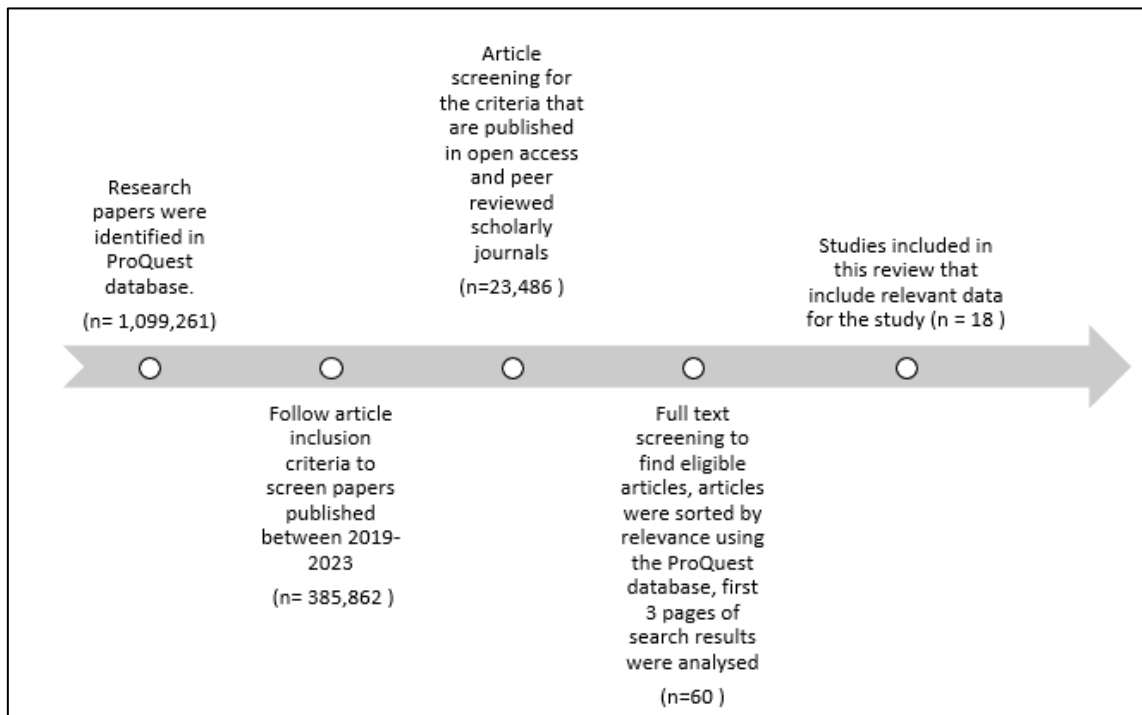 Research
papers were
identified in
ProQuest
database.
(n= 1,099,261)
Follow article
inclusion
criteria to
screen papers
published
between 2019-
2023
(n= 385,862 )
Article
screening for
the criteria that
are published
in open access
and peer
reviewed
scholarly
journals
(n=23,486 )
Full text
screening to
find eligible
articles, articles
were sorted by
relevance using
the ProQuest
database, first
3 pages of
search results
were analysed
(n=60 )
Studies included in
this review that
include relevant data
for the study (n = 18 )